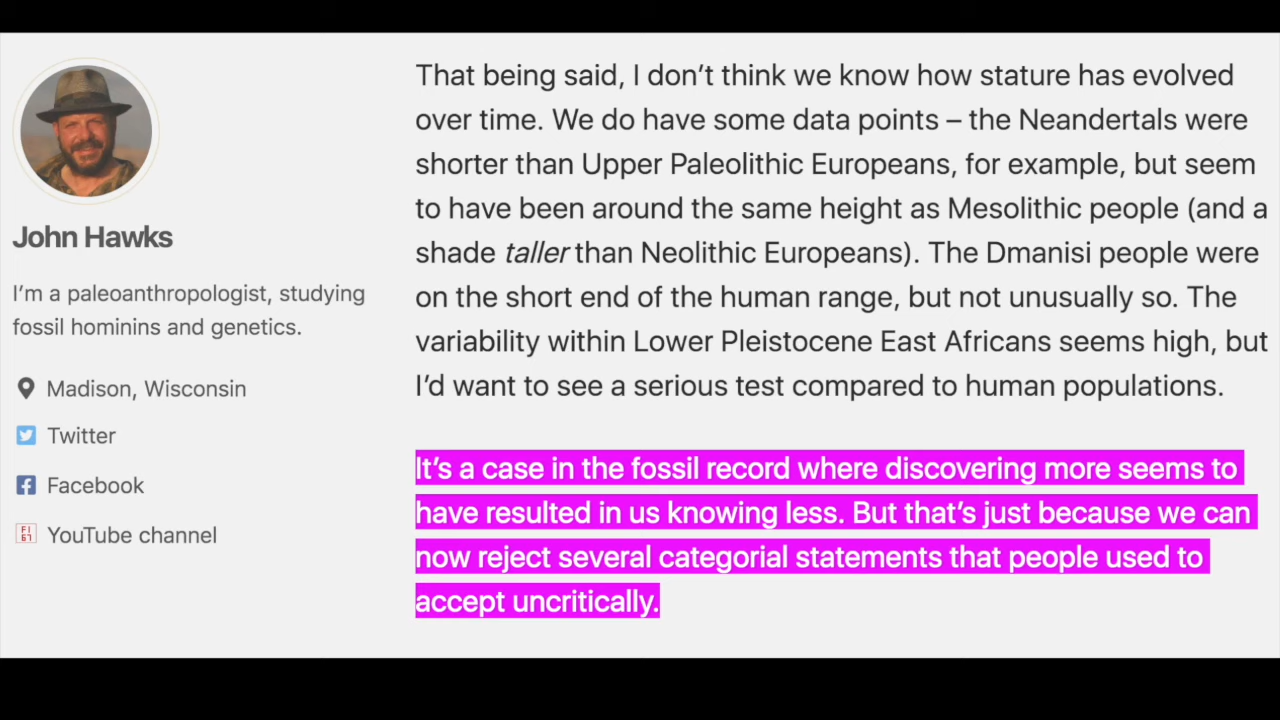 John Hawks
I'm a paleoanthropologist, studying
fossil hominins and genetics.
Madison, Wisconsin
Twitter
Facebook
YouTube channel
That being said, I don't think we know how stature has evolved
over time. We do have some data points – the Neandertals were
shorter than Upper Paleolithic Europeans, for example, but seem
to have been around the same height as Mesolithic people (and a
shade taller than Neolithic Europeans). The Dmanisi people were
on the short end of the human range, but not unusually so. The
variability within Lower Pleistocene East Africans seems high, but
I'd want to see a serious test compared to human populations.
It's a case in the fossil record where discovering more seems to
have resulted in us knowing less. But that's just because we can
now reject several categorial statements that people used to
accept uncritically.